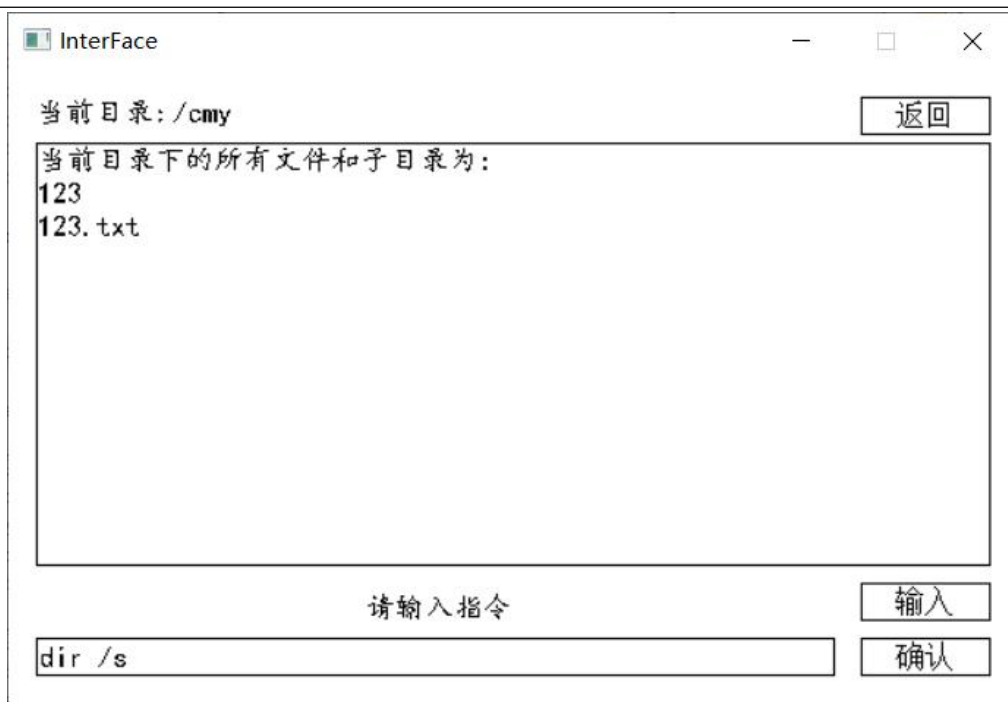 InterFace
当前目录:/cmy
返回
当前目录下的所有文件和子目录为:
123
123.txt
请输入指令
输入
dir /s
确认